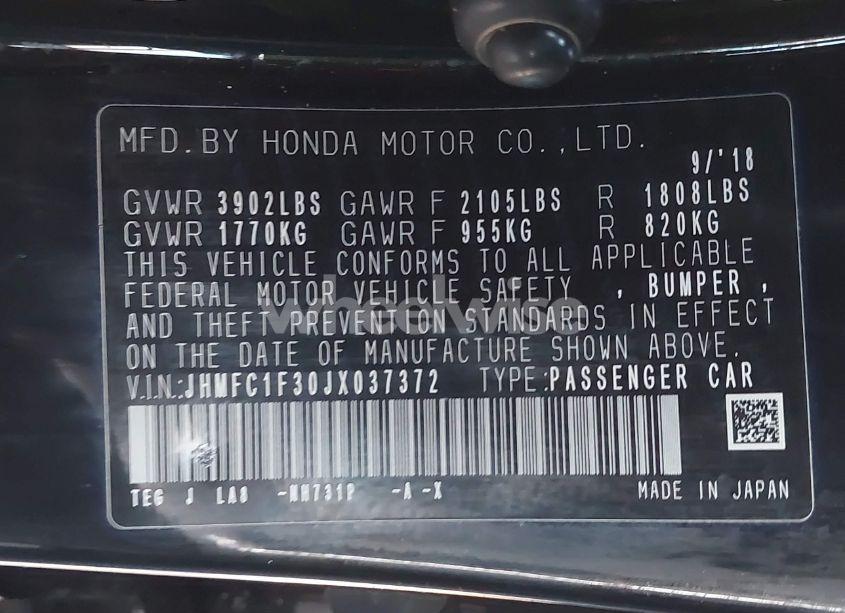 MFD.BY HONDA MOTOR CO.,LTD.
9/'18
GVWR 3902LBS GAWR F 2105LBS R 1808LBS
GVWR 1770KG GAWR F 955KG R 820KG
THIS VEHICLE CONFORMS TO ALL APPLICABLE
FEDERAL MOTOR VEHICLE SAFETY , BUMPER ,
AND THEFT PREVENTION STANDARDS IN EFFECT
ON THE DATE OF MANUFACTURE SHOWN ABOVE.
V.I.N.:JHMFC1F30JX037372 TYPE:PASSENGER CAR
TEG J LA8 -NH731P -A -X MADE IN JAPAN
wheelwise